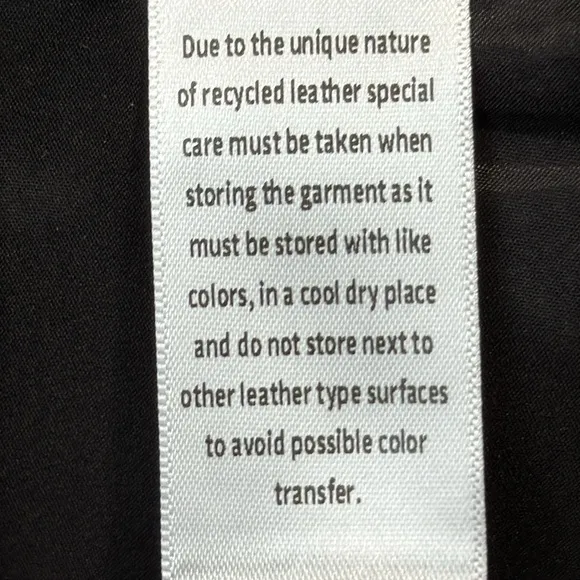 Due to the unique nature
of recycled leather special
care must be taken when
storing the garment as it
must be stored with like
colors, in a cool dry place
and do not store next to
other leather type surfaces
to avoid possible color
transfer.